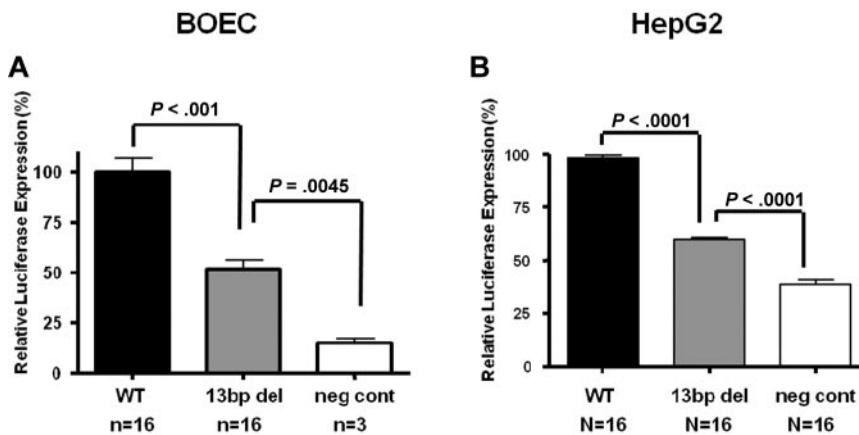 BOEC
HepG2
A
Relative Luciferase Expression (%)
100
75
50
25
0
P < .001
P = .0045
WT
13bp del
neg cont
n=16
n=16
n=3
B
Relative Luciferase Expression(%)
100
75
50
25
0
P < .0001
P < .0001
WT
13bp del
neg cont
N=16
N=16
N=16